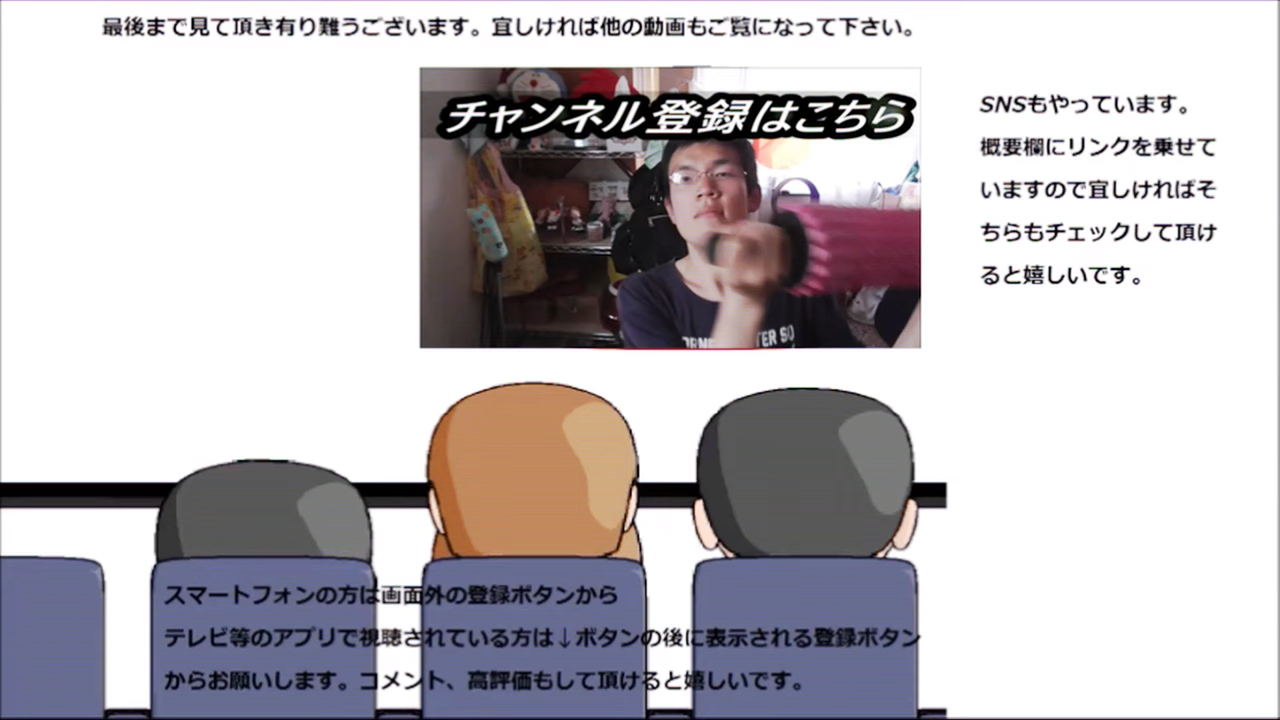 最後まで見て頂き有り難うございます。宜しければ他の動画もご覧になって下さい。
チャンネル登録はこちら
SNSもやっています。
概要欄にリンクを乗せて
いますので宜しければそ
ちらもチェックして頂け
ると嬉しいです。
スマートフォンの方は画面外の登録ボタンから
テレビ等のアプリで視聴されている方は↓ボタンの後に表示される登録ボタン
からお願いします。コメント、高評価もして頂けると嬉しいです。